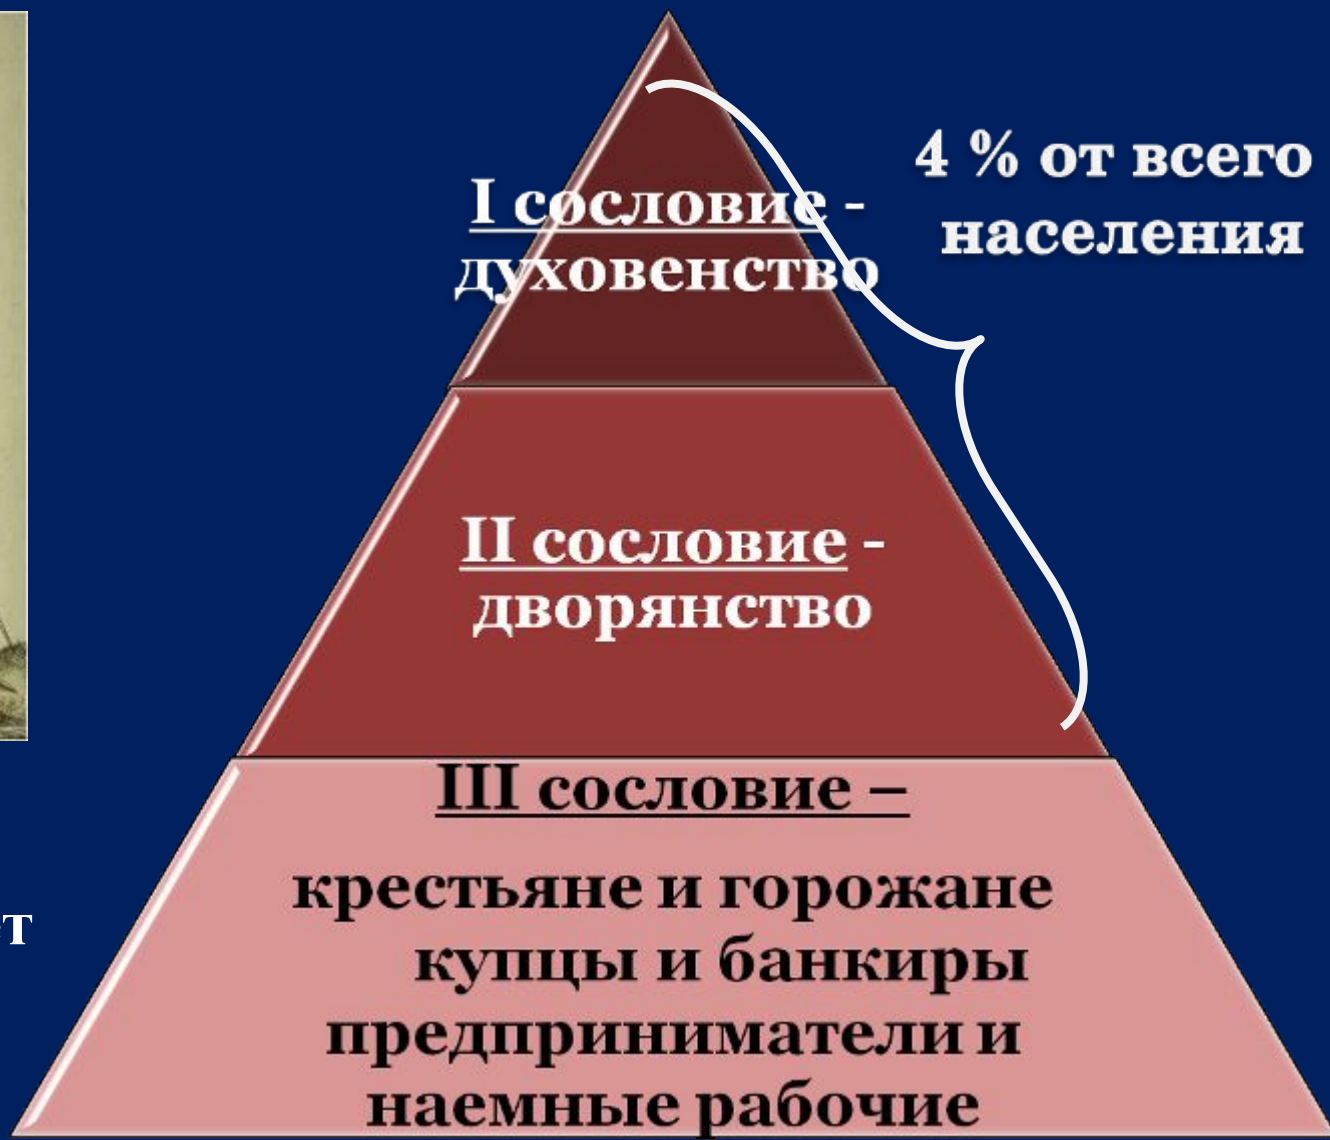 4 % от всего
населения
I сословие -
духовенство
II сословие -
дворянство
III сословие –
крестьяне и горожане
купцы и банкиры
предприниматели и
наемные рабочие